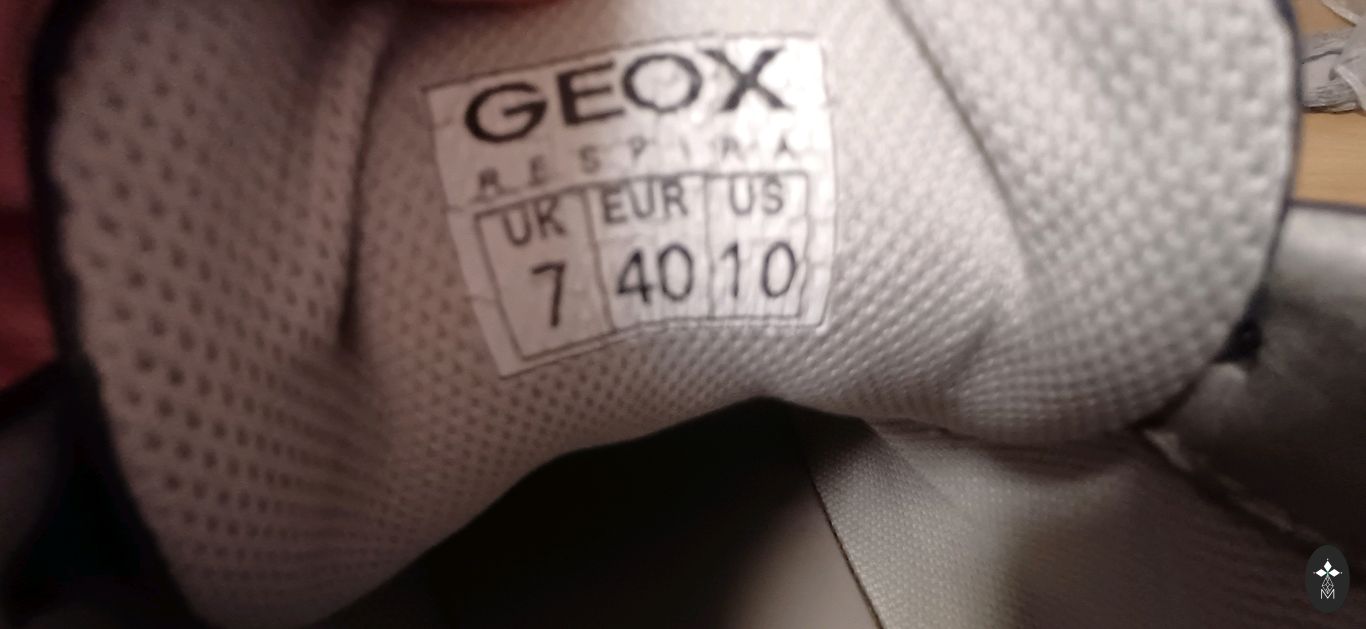 GEOX
RESPIRA
UK EUR US
7 40 10
M